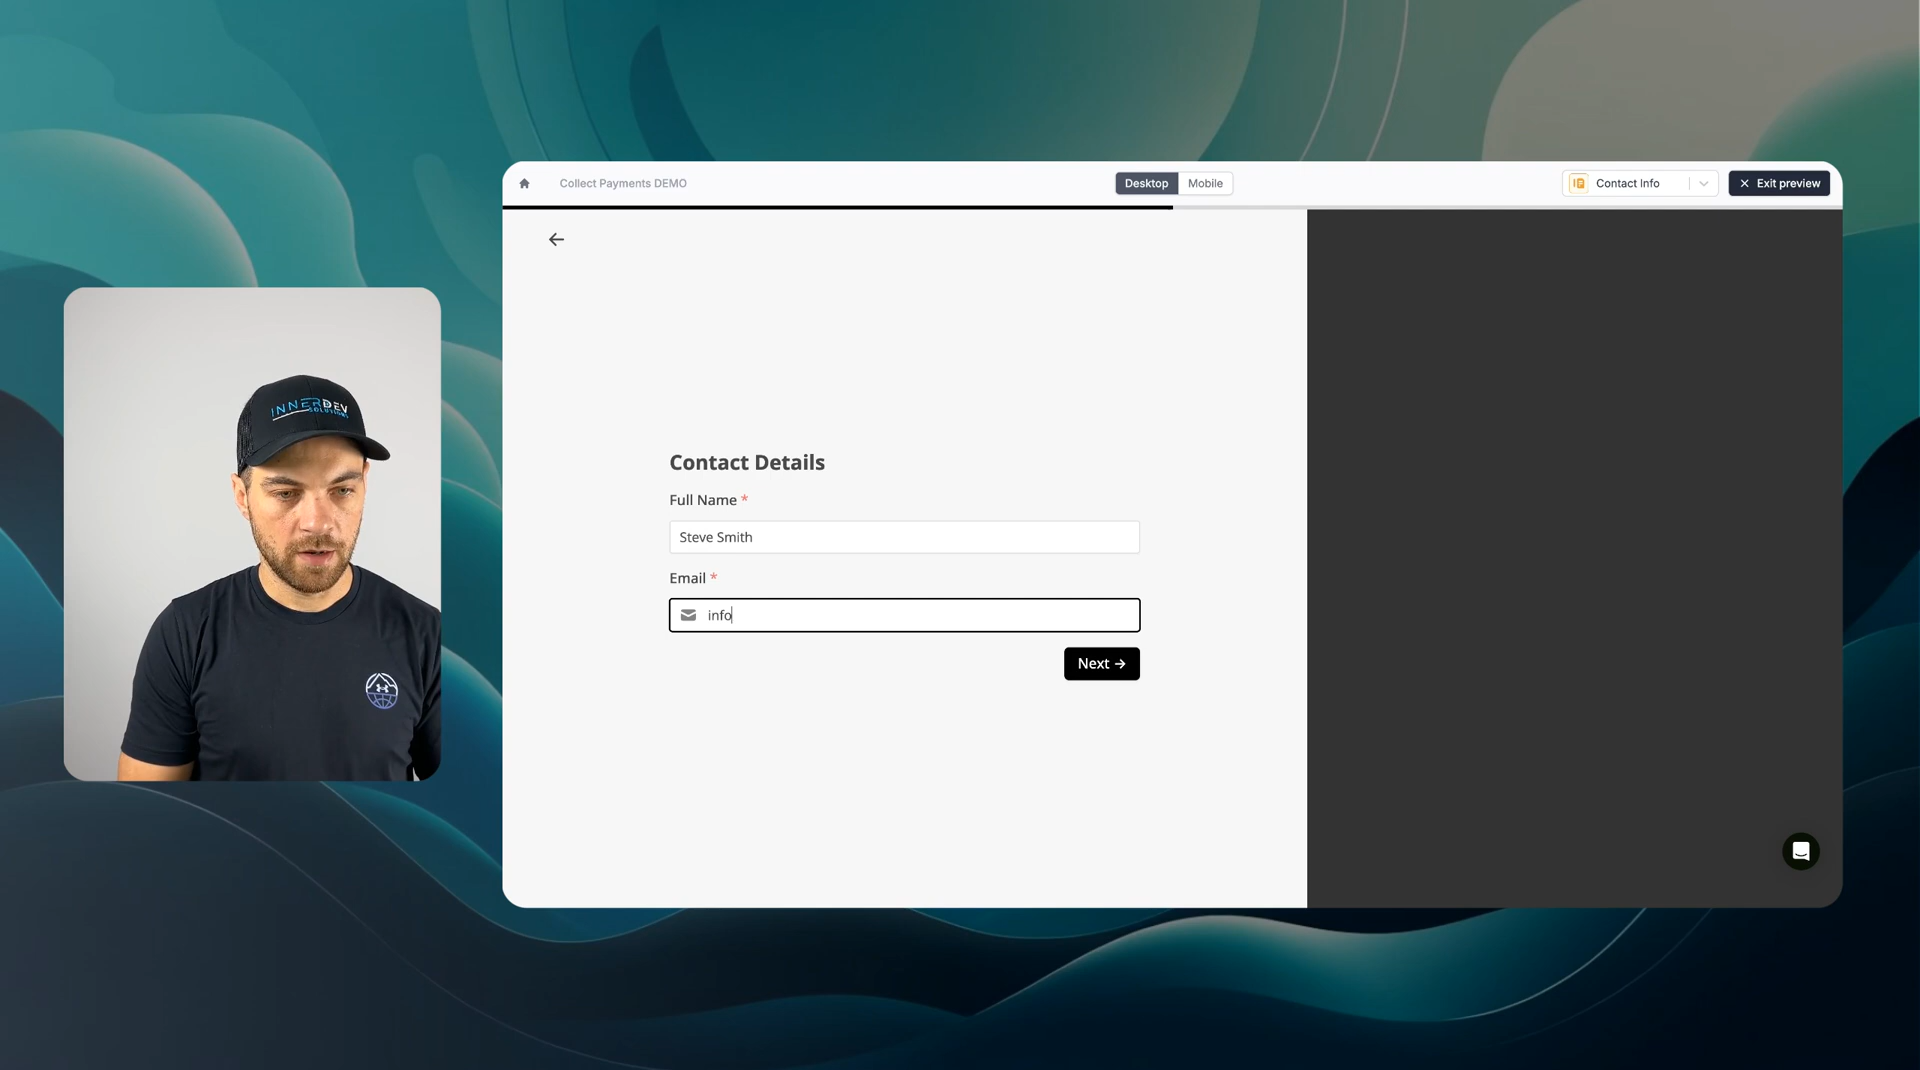 Collect Payments DEMO
Desktop
Mobile
Contact Info
Exit preview
INNERDEV
SOLUTIONS
Contact Details
Full Name *
Steve Smith
Email *
info
Next →